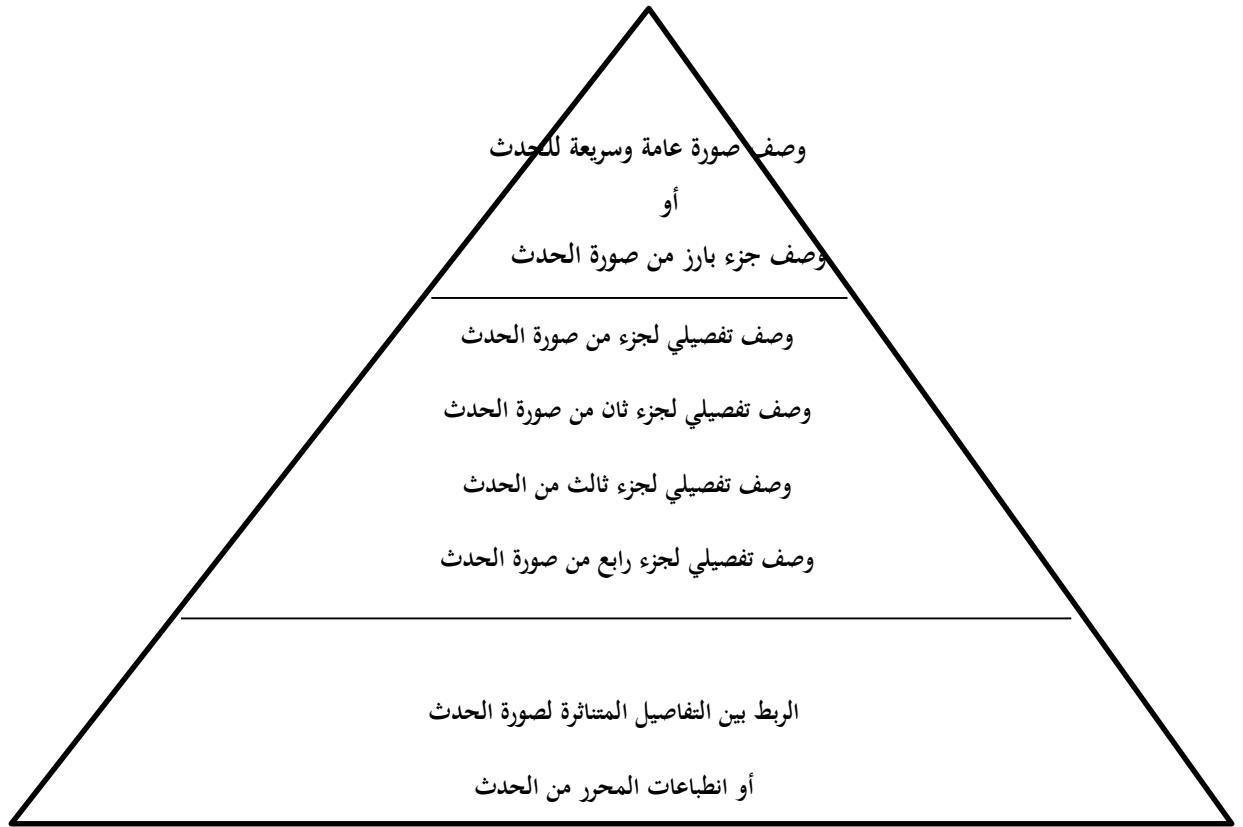 وصف صورة عامة وسريعة للحدث
أو
وصف جزء بارز من صورة الحدث
وصف تفصيلي لجزء من صورة الحدث
وصف تفصيلي لجزء ثان من صورة الحدث
وصف تفصيلي لجزء ثالث من الحدث
وصف تفصيلي لجزء رابع من صورة الحدث
الربط بين التفاصيل المتناثرة لصورة الحدث
أو انطباعات المحرر من الحدث